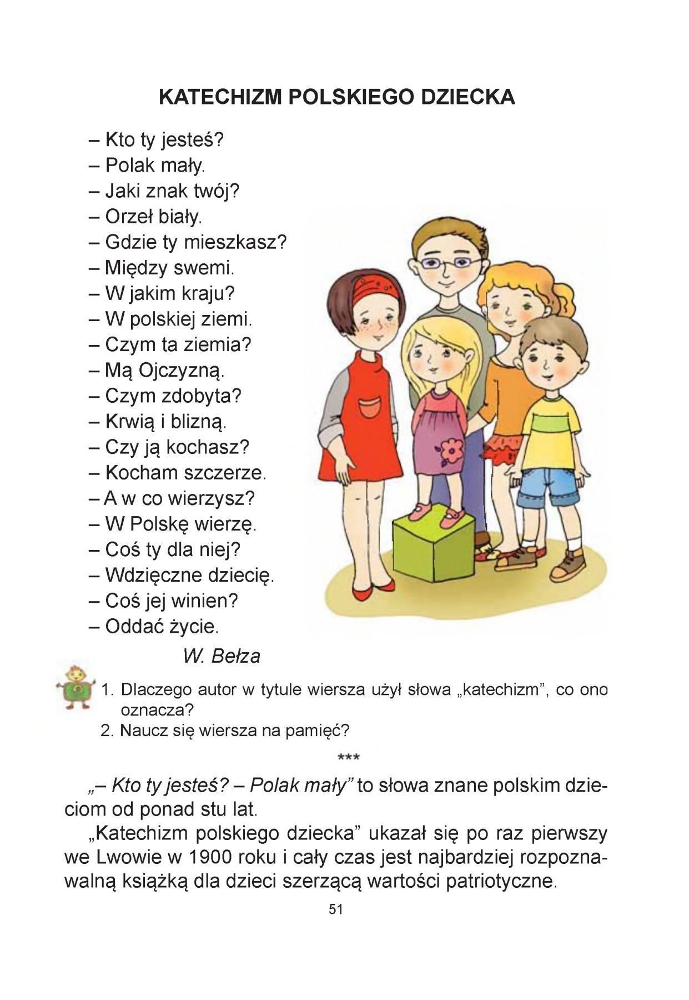 KATECHIZM POLSKIEGO DZIECKA
– Kto ty jesteś?
– Polak mały.
– Jaki znak twój?
– Orzeł biały.
– Gdzie ty mieszkasz?
– Między swemi.
– W jakim kraju?
– W polskiej ziemi.
– Czym ta ziemia?
– Mą Ojczyzną.
– Czym zdobyta?
– Krwią i blizną.
– Czy ją kochasz?
– Kocham szczerze.
– A w co wierzysz?
– W Polskę wierzę.
– Coś ty dla niej?
– Wdzięczne dziecię.
– Coś jej winien?
– Oddać życie.
W. Bełza
1. Dlaczego autor w tytule wiersza użył słowa „katechizm”, co ono
oznacza?
2. Naucz się wiersza na pamięć?
***
„– Kto ty jesteś? – Polak mały” to słowa znane polskim dzie-
ciom od ponad stu lat.
„Katechizm polskiego dziecka” ukazał się po raz pierwszy
we Lwowie w 1900 roku i cały czas jest najbardziej rozpozna-
walną książką dla dzieci szerzącą wartości patriotyczne.
51